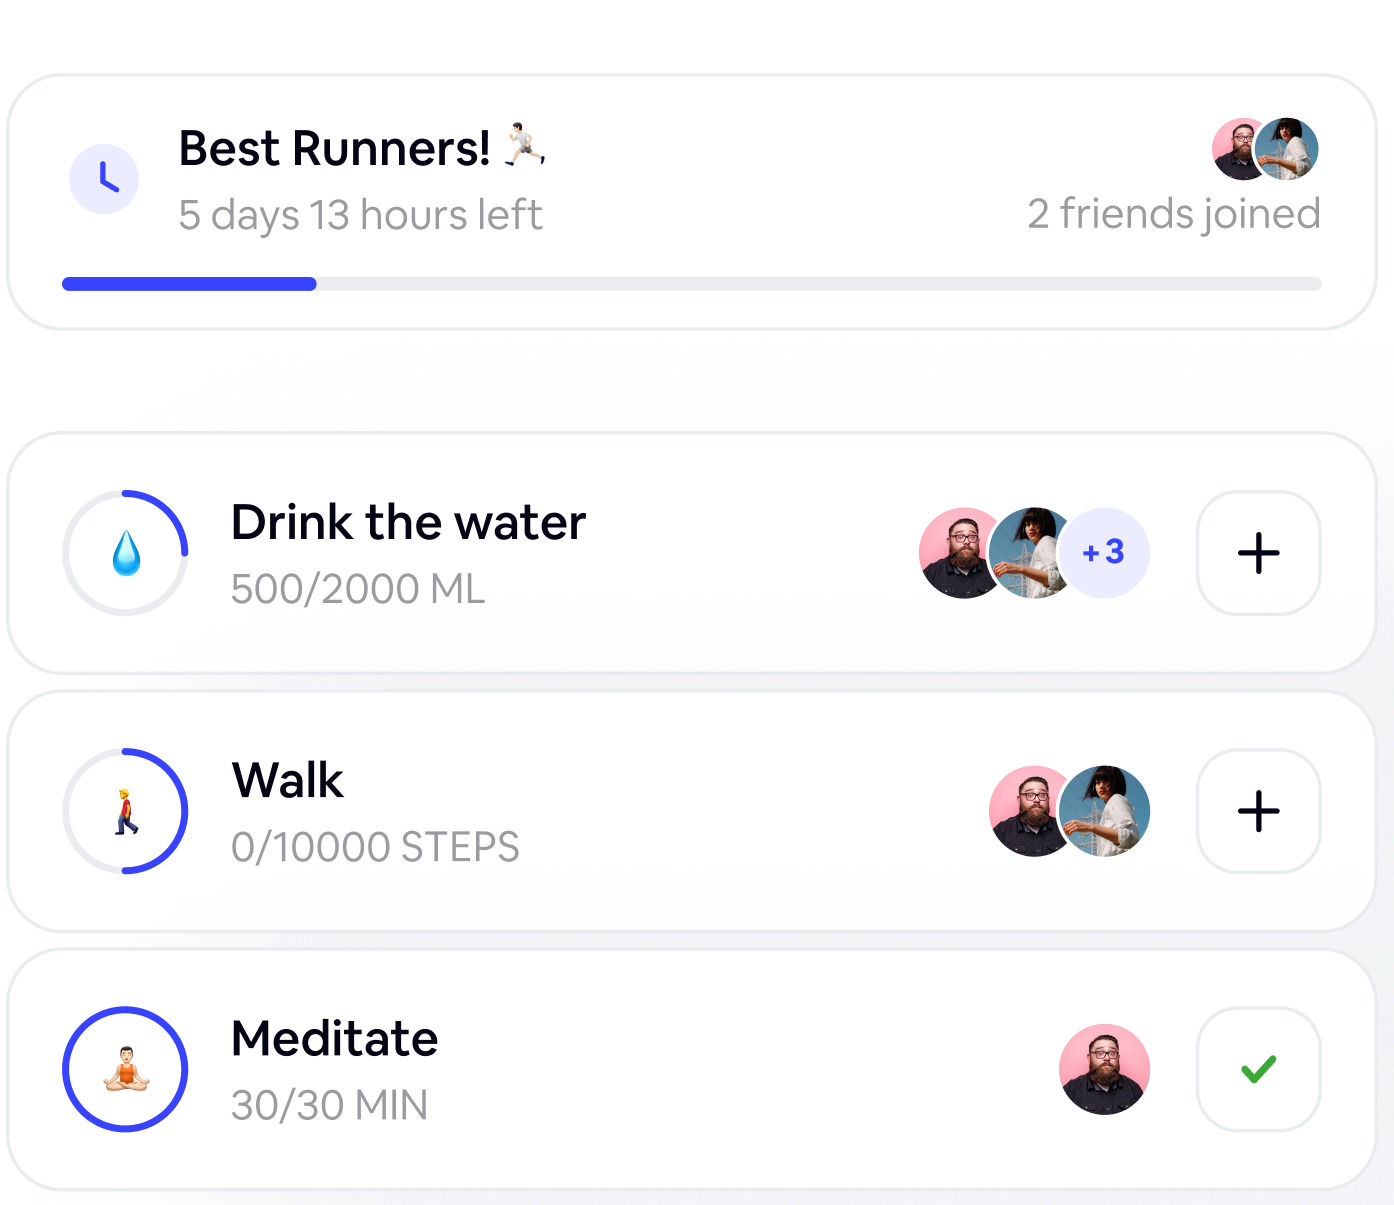 Best Runners! 🏃🏻
5 days 13 hours left
2 friends joined
Drink the water
500/2000 ML
+3
Walk
0/10000 STEPS
Meditate
30/30 MIN